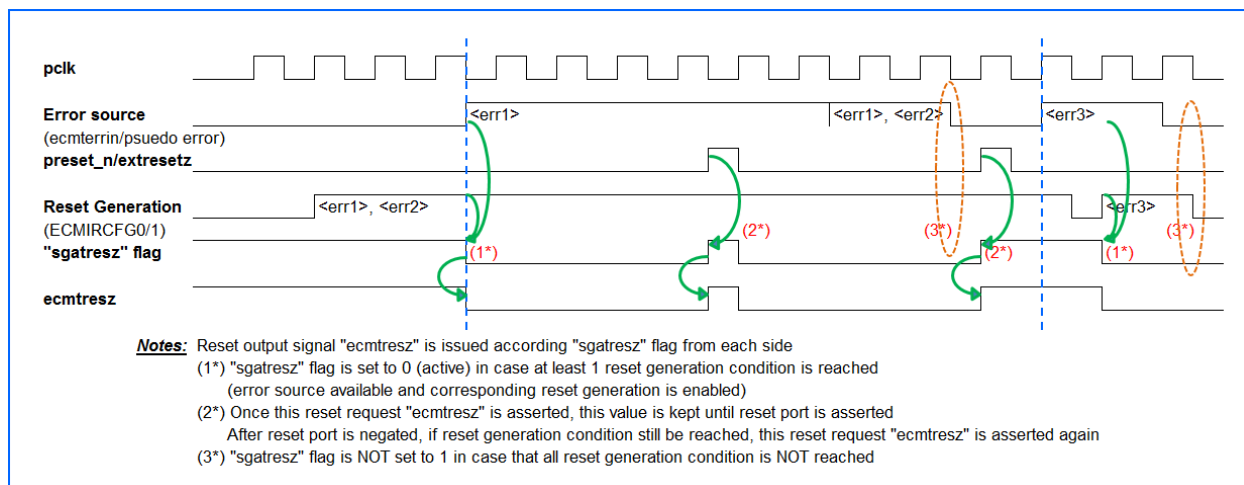 pclk
Error source
<err1>
<err1>, <err2>
<err3>
(ecmterrin/psuedo error)
preset_n/extresetz
Reset Generation
<err1>, <err2>
<err3>
(ECMIRCFG0/1)
(2*)
(3*)
(3*)
"sgatresz" flag
(1*)
(2*)
(1*)
ecmtresz
Notes: Reset output signal "ecmtresz" is issued according "sgatresz" flag from each side
(1*) "sgatresz" flag is set to 0 (active) in case at least 1 reset generation condition is reached
(error source available and corresponding reset generation is enabled)
(2*) Once this reset request "ecmtresz" is asserted, this value is kept until reset port is asserted
After reset port is negated, if reset generation condition still be reached, this reset request "ecmtresz" is asserted again
(3*) "sgatresz" flag is NOT set to 1 in case that all reset generation condition is NOT reached